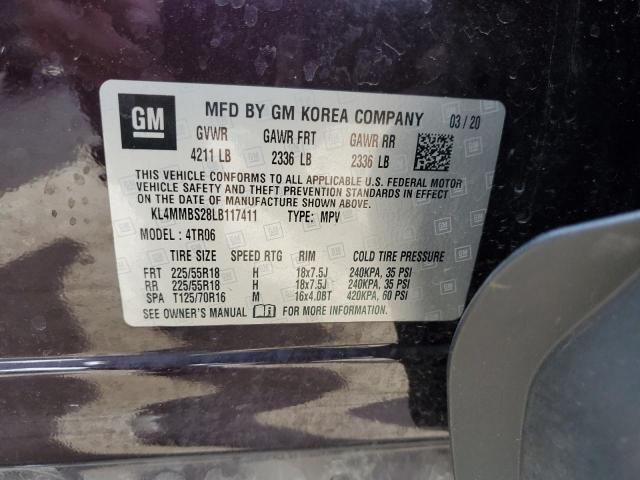 GM
MFD BY GM KOREA COMPANY 03 / 20
GVWR GAWR FRT GAWR RR
4211 LB 2336 LB 2336 LB
THIS VEHICLE CONFORMS TO ALL APPLICABLE U.S. FEDERAL MOTOR
VEHICLE SAFETY AND THEFT PREVENTION STANDARDS IN EFFECT
ON THE DATE OF MANUFACTURE SHOWN ABOVE.
KL4MMBS28LB117411 TYPE: MPV
MODEL : 4TR06
TIRE SIZE SPEED RTG RIM COLD TIRE PRESSURE
FRT 225/55R18 H 18x7.5J 240KPA, 35 PSI
RR 225/55R18 H 18x7.5J 240KPA, 35 PSI
SPA T125/70R16 M 16x4.0BT 420KPA, 60 PSI
SEE OWNER'S MANUAL FOR MORE INFORMATION